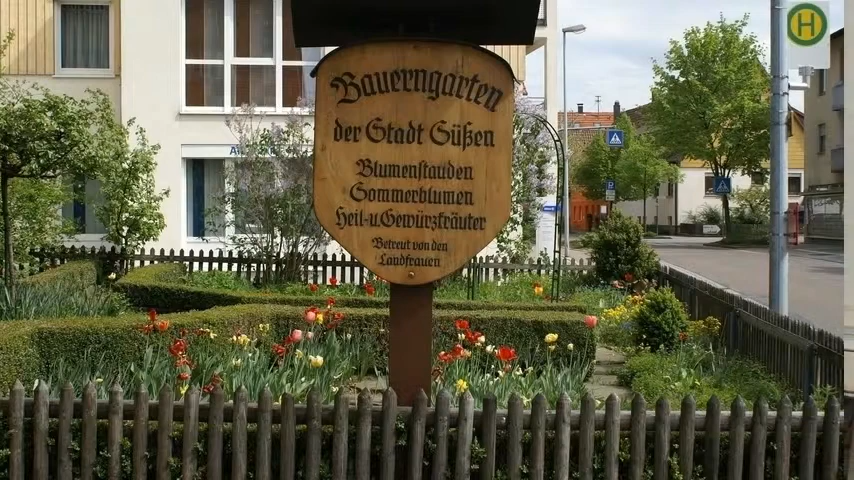 Bauerngarten
der Stadt Süßen
Blumenstauden
Sommerblumen
Heil-u. Gewürzkräuter
Betreut von den
Landfrauen
H
P